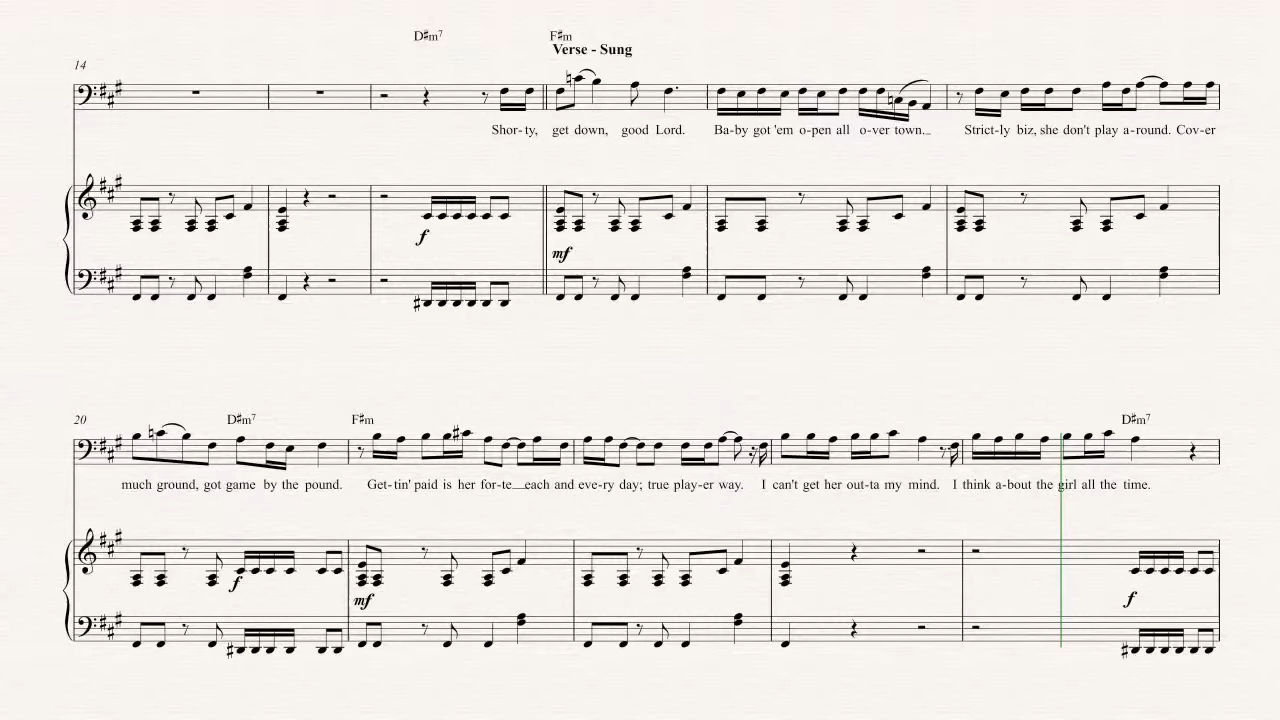 D♯m7 F♯m
Verse - Sung
14
Shor-ty, get down, good Lord. Ba-by got 'em o-pen all o-ver town. Strict-ly biz, she don't play a-round. Cov-er
f
mf
20 D♯m7 F♯m D♯m7
much ground, got game by the pound. Get-tin' paid is her for-te each and eve-ry day; true play-er way. I can't get her out-ta my mind. I think a-bout the girl all the time.
f
mf f